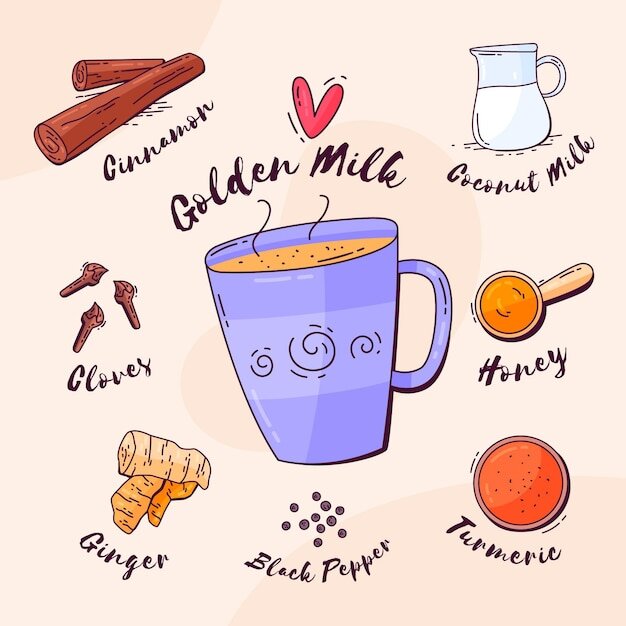 Cinnamon
Golden Milk
Coconut Milk
Cloves
Honey
Ginger
Black Pepper
Turmeric